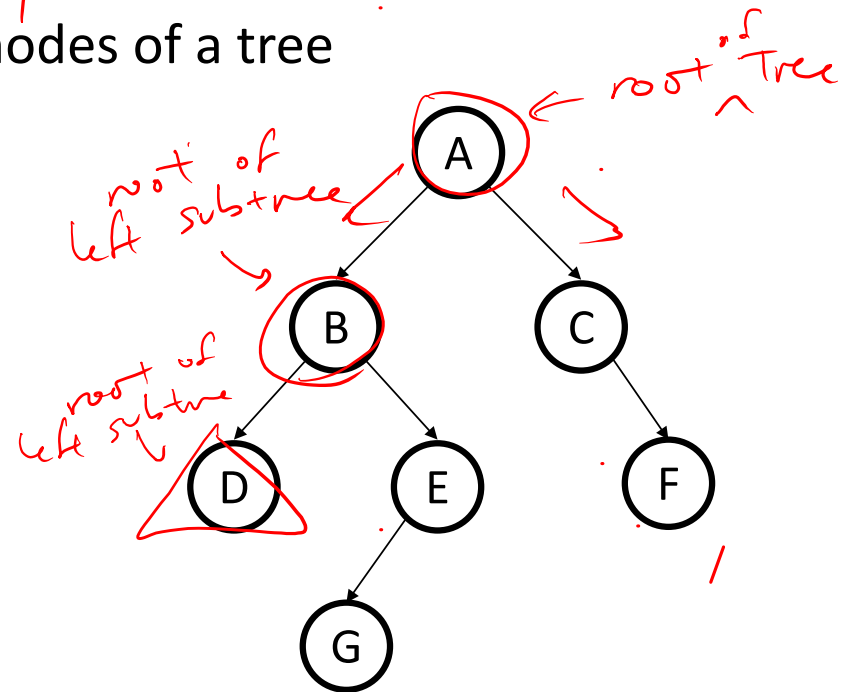 nodes of a tree
root of Tree
^
A
root of
left subtree
B
C
root of
left subtree
D
E
F
G